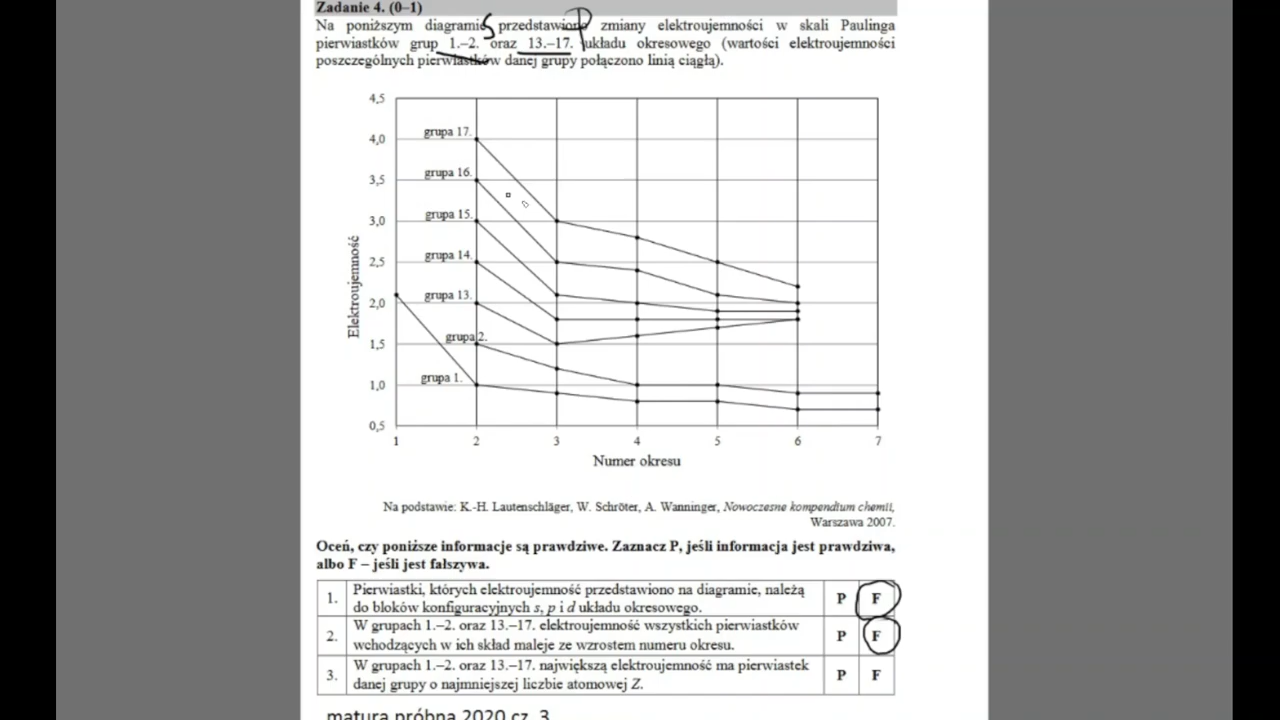 Zadanie 4. (0–1)
Na poniższym diagramie przedstawiono zmiany elektroujemności w skali Paulinga
pierwiastków grup 1.–2. oraz 13.–17. układu okresowego (wartości elektroujemności
poszczególnych pierwiastków danej grupy połączono linią ciągłą).
s
p
4,5
4,0
3,5
3,0
2,5
2,0
1,5
1,0
0,5
Elektroujemność
grupa 17.
grupa 16.
grupa 15.
grupa 14.
grupa 13.
grupa 2.
grupa 1.
1 2 3 4 5 6 7
Numer okresu
Na podstawie: K.-H. Lautenschläger, W. Schröter, A. Wanninger, Nowoczesne kompendium chemii,
Warszawa 2007.
Oceń, czy poniższe informacje są prawdziwe. Zaznacz P, jeśli informacja jest prawdziwa,
albo F – jeśli jest fałszywa.
1. Pierwiastki, których elektroujemność przedstawiono na diagramie, należą
do bloków konfiguracyjnych s, p i d układu okresowego. P F
2. W grupach 1.–2. oraz 13.–17. elektroujemność wszystkich pierwiastków
wchodzących w ich skład maleje ze wzrostem numeru okresu. P F
3. W grupach 1.–2. oraz 13.–17. największą elektroujemność ma pierwiastek
danej grupy o najmniejszej liczbie atomowej Z. P F
matura próbna 2020 cz. 3